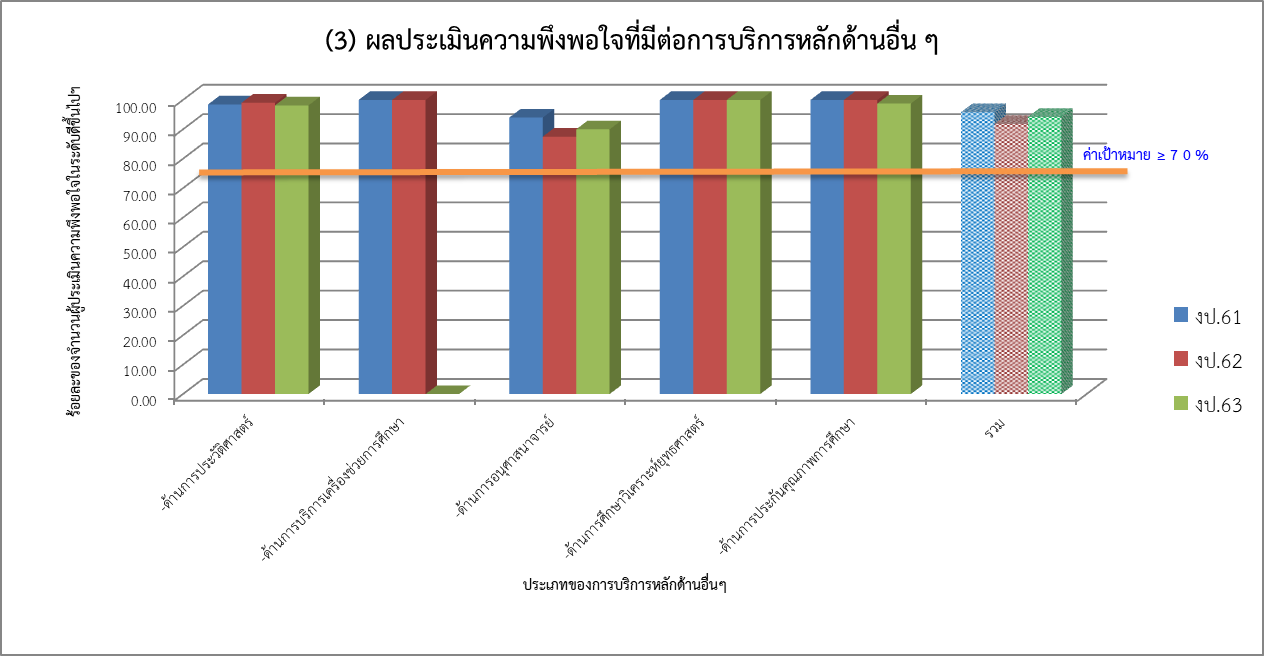 (3) ผลประเมินความพึงพอใจที่มีต่อการบริการหลักด้านอื่น ๆ
ร้อยละของจำนวนผู้ประเมินความพึงพอใจในระดับดีขึ้นไปๆ
100.00
90.00
80.00
70.00
60.00
50.00
40.00
30.00
20.00
10.00
0.00
ค่าเป้าหมาย ≥ 7 0 %
งป.61
งป.62
งป.63
-ด้านการประวัติศาสตร์
-ด้านการบริการเครื่องช่วยการศึกษา
-ด้านการอนุศาสนาจารย์
-ด้านการศึกษาวิเคราะห์ยุทธศาสตร์
-ด้านการประกันคุณภาพการศึกษา
รวม
ประเภทของการบริการหลักด้านอื่นๆ